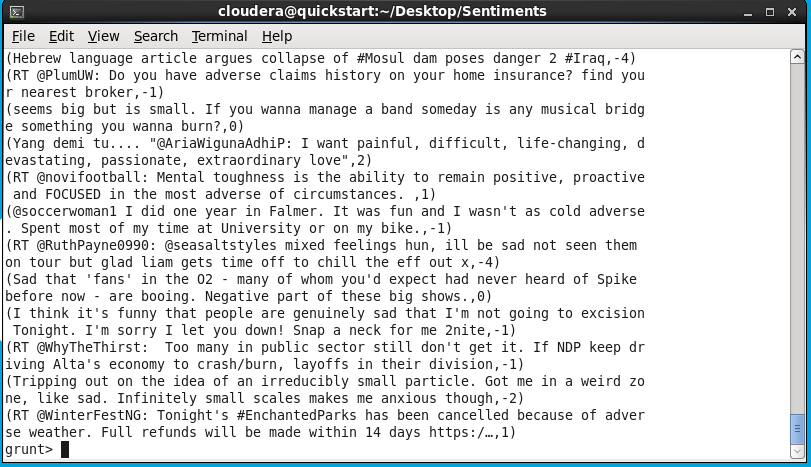 cloudera@quickstart:~/Desktop/Sentiments
File Edit View Search Terminal Help
(Hebrew language article argues collapse of #Mosul dam poses danger 2 #Iraq,-4)
(RT @PlumUW: Do you have adverse claims history on your home insurance? find you
r nearest broker,-1)
(seems big but is small. If you wanna manage a band someday is any musical bridg
e something you wanna burn?,0)
(Yang demi tu.... "@AriaWigunaAdhiP: I want painful, difficult, life-changing, d
evastating, passionate, extraordinary love",2)
(RT @novifootball: Mental toughness is the ability to remain positive, proactive
 and FOCUSED in the most adverse of circumstances. ,1)
(@soccerwoman1 I did one year in Falmer. It was fun and I wasn't as cold adverse
. Spent most of my time at University or on my bike.,-1)
(RT @RuthPayne0990: @seasaltstyles mixed feelings hun, ill be sad not seen them
on tour but glad liam gets time off to chill the eff out x,-4)
(Sad that 'fans' in the O2 - many of whom you'd expect had never heard of Spike
before now - are booing. Negative part of these big shows.,0)
(I think it's funny that people are genuinely sad that I'm not going to excision
 Tonight. I'm sorry I let you down! Snap a neck for me 2nite,-1)
(RT @WhyTheThirst:  Too many in public sector still don't get it. If NDP keep dr
iving Alta's economy to crash/burn, layoffs in their division,-1)
(Tripping out on the idea of an irreducibly small particle. Got me in a weird zo
ne, like sad. Infinitely small scales makes me anxious though,-2)
(RT @WinterFestNG: Tonight's #EnchantedParks has been cancelled because of adver
se weather. Full refunds will be made within 14 days https:/…,1)
grunt>